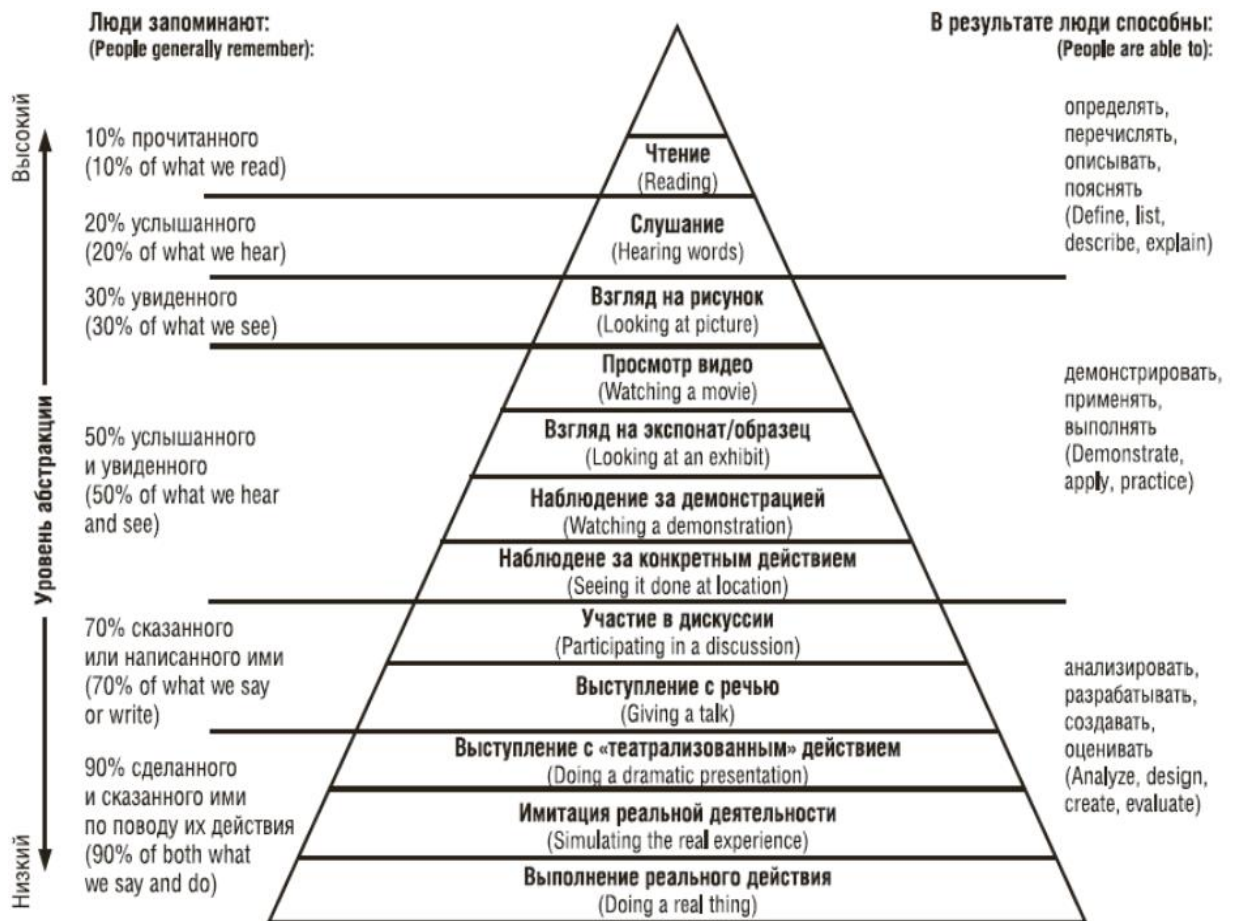 Люди запоминают:
(People generally remember):
В результате люди способны:
(People are able to):
Высокий
Уровень абстракции
Низкий
10% прочитанного
(10% of what we read)
20% услышанного
(20% of what we hear)
30% увиденного
(30% of what we see)
50% услышанного
и увиденного
(50% of what we hear
and see)
70% сказанного
или написанного ими
(70% of what we say
or write)
90% сделанного
и сказанного ими
по поводу их действия
(90% of both what
we say and do)
Чтение
(Reading)
Слушание
(Hearing words)
Взгляд на рисунок
(Looking at picture)
Просмотр видео
(Watching a movie)
Взгляд на экспонат/образец
(Looking at an exhibit)
Наблюдение за демонстрацией
(Watching a demonstration)
Наблюдене за конкретным действием
(Seeing it done at location)
Участие в дискуссии
(Participating in a discussion)
Выступление с речью
(Giving a talk)
Выступление с «театрализованным» действием
(Doing a dramatic presentation)
Имитация реальной деятельности
(Simulating the real experience)
Выполнение реального действия
(Doing a real thing)
определять,
перечислять,
описывать,
пояснять
(Define, list,
describe, explain)
демонстрировать,
применять,
выполнять
(Demonstrate,
apply, practice)
анализировать,
разрабатывать,
создавать,
оценивать
(Analyze, design,
create, evaluate)